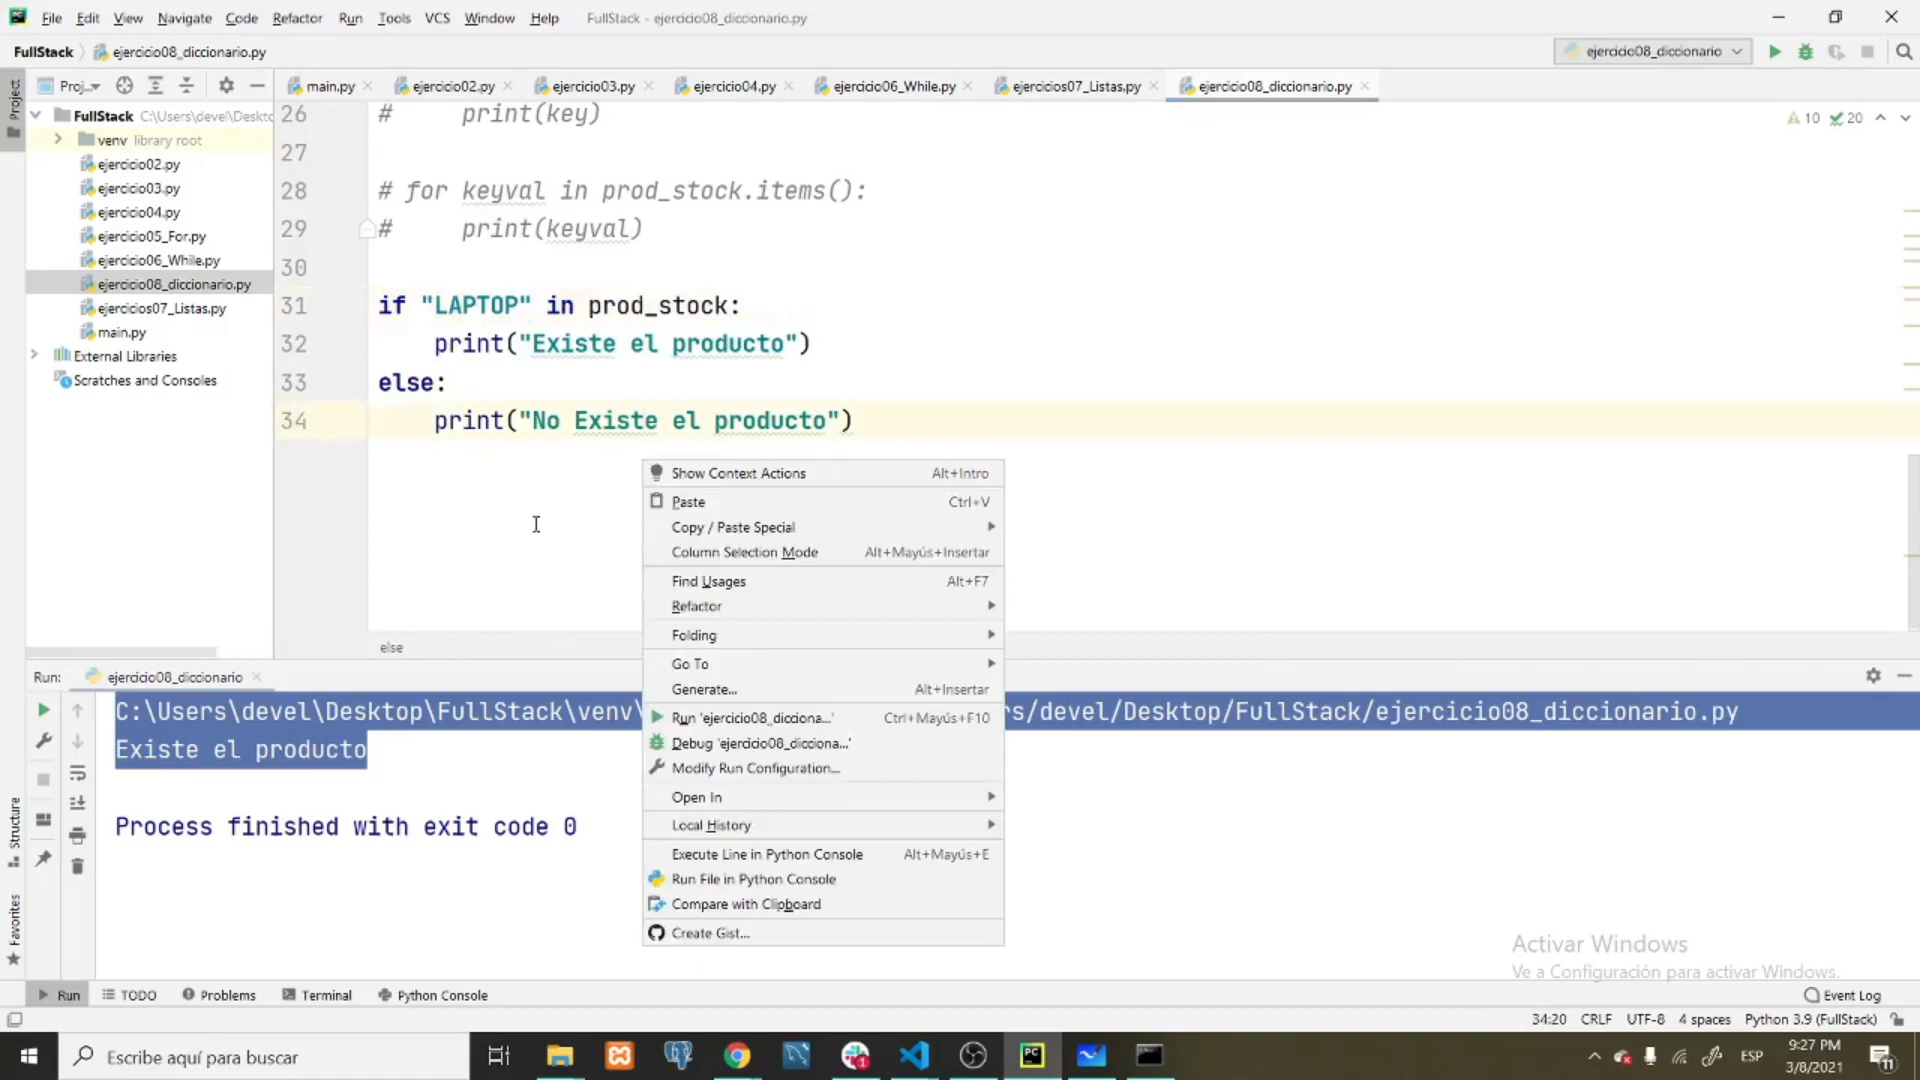 File Edit View Navigate Code Refactor Run Tools VCS Window Help FullStack - ejercicio08_diccionario.py
FullStack ejercicio08_diccionario.py ejercicio08_diccionario
Project Proj... main.py ejercicio02.py ejercicio03.py ejercicio04.py ejercicio06_While.py ejercicios07_Listas.py ejercicio08_diccionario.py
FullStack C:\Users\devel\Deskto
venv library root
ejercicio02.py
ejercicio03.py
ejercicio04.py
ejercicio05_For.py
ejercicio06_While.py
ejercicio08_diccionario.py
ejercicios07_Listas.py
main.py
External Libraries
Scratches and Consoles
26 # print(key)
10 20
27
28 # for keyval in prod_stock.items():
29 # print(keyval)
30
31 if "LAPTOP" in prod_stock:
32 print("Existe el producto")
33 else:
34 print("No Existe el producto")
else
Show Context Actions Alt+Intro
Paste Ctrl+V
Copy / Paste Special
Column Selection Mode Alt+Mayús+Insertar
Find Usages Alt+F7
Refactor
Folding
Go To
Generate... Alt+Insertar
Run 'ejercicio08_dicciona...' Ctrl+Mayús+F10
Debug 'ejercicio08_dicciona...'
Modify Run Configuration...
Open In
Local History
Execute Line in Python Console Alt+Mayús+E
Run File in Python Console
Compare with Clipboard
Create Gist...
Run: ejercicio08_diccionario
C:\Users\devel\Desktop\FullStack\venv\ rs/devel/Desktop/FullStack/ejercicio08_diccionario.py
Existe el producto
Process finished with exit code 0
Structure
Favorites
Activar Windows
Ve a Configuración para activar Windows.
Run TODO Problems Terminal Python Console Event Log
34:20 CRLF UTF-8 4 spaces Python 3.9 (FullStack)
Escribe aquí para buscar
PC
1
ESP
9:27 PM
3/8/2021
11